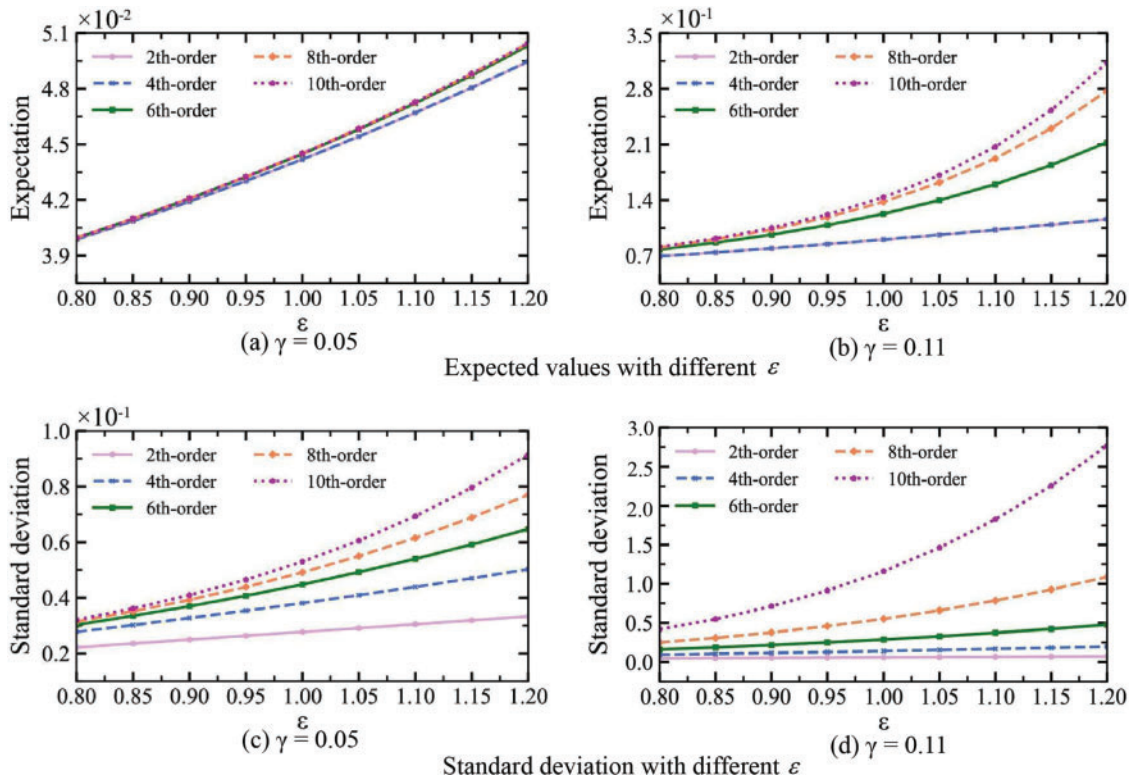 ×10⁻² ×10⁻¹
5.1 3.5
2th-order 8th-order 2th-order 8th-order
4.8 4th-order 10th-order 2.8 4th-order 10th-order
6th-order 6th-order
Expectation 4.5 Expectation 2.1
4.2 1.4
3.9 0.7
0.80 0.85 0.90 0.95 1.00 1.05 1.10 1.15 1.20 0.80 0.85 0.90 0.95 1.00 1.05 1.10 1.15 1.20
ε ε
(a) γ = 0.05 (b) γ = 0.11
Expected values with different ε
×10⁻¹
1.0 3.0
2th-order 8th-order 2th-order 8th-order
0.8 4th-order 10th-order 2.5 4th-order 10th-order
6th-order 2.0 6th-order
Standard deviation 0.6 Standard deviation 1.5
0.4 1.0
0.5
0.2 0.0
0.80 0.85 0.90 0.95 1.00 1.05 1.10 1.15 1.20 0.80 0.85 0.90 0.95 1.00 1.05 1.10 1.15 1.20
ε ε
(c) γ = 0.05 (d) γ = 0.11
Standard deviation with different ε